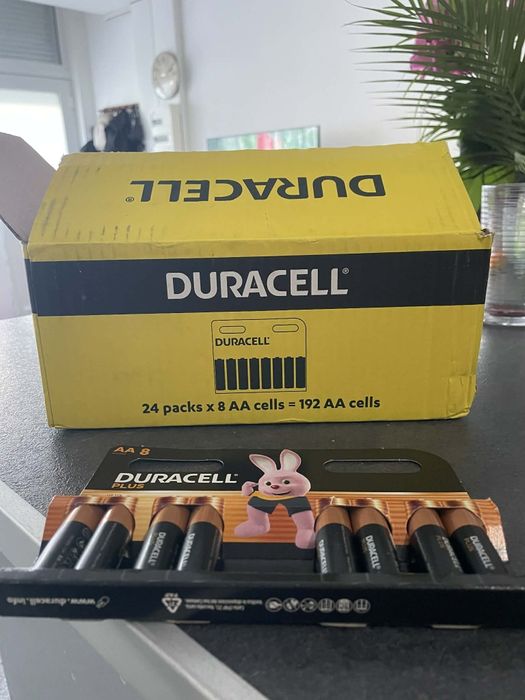 DURACELL®
DURACELL®
DURACELL
24 packs x 8 AA cells = 192 AA cells
AA 8
DURACELL®
PLUS
DURACELL
DURACELL
DURACELL
DURACELL
www.duracell.info
PAP